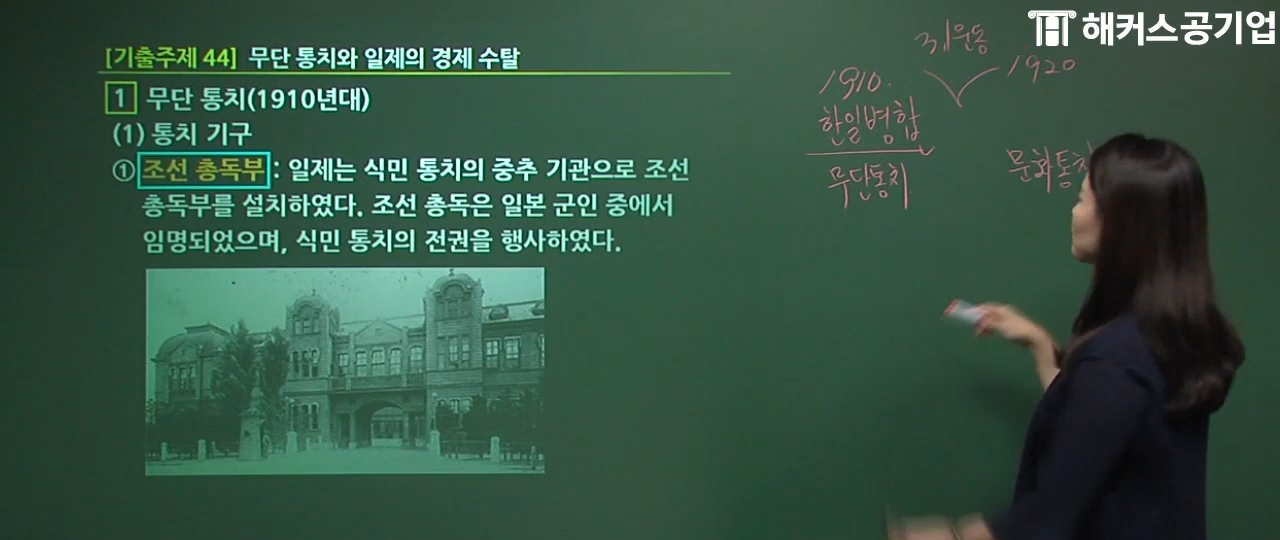 해커스공기업
[기출주제 44] 무단 통치와 일제의 경제 수탈
1 무단 통치(1910년대)
(1) 통치 기구
① 조선 총독부 : 일제는 식민 통치의 중추 기관으로 조선
총독부를 설치하였다. 조선 총독은 일본 군인 중에서
임명되었으며, 식민 통치의 전권을 행사하였다.
3.1운동
1910.
1920
한일병합
무단통치
문화통치